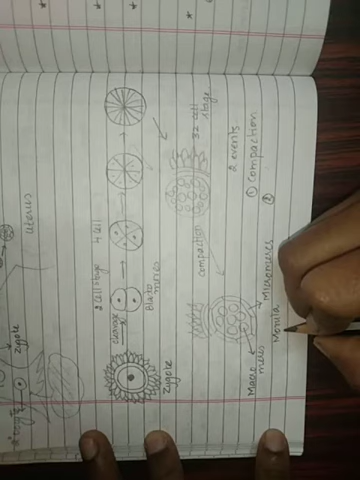 2 cell stage 4 cell
cleavage
Blasto
meres
zygote
32 cell
stage
compaction
2 events
① compaction
②
Macro
meres
Micromeres
Morula
uterus
zygote